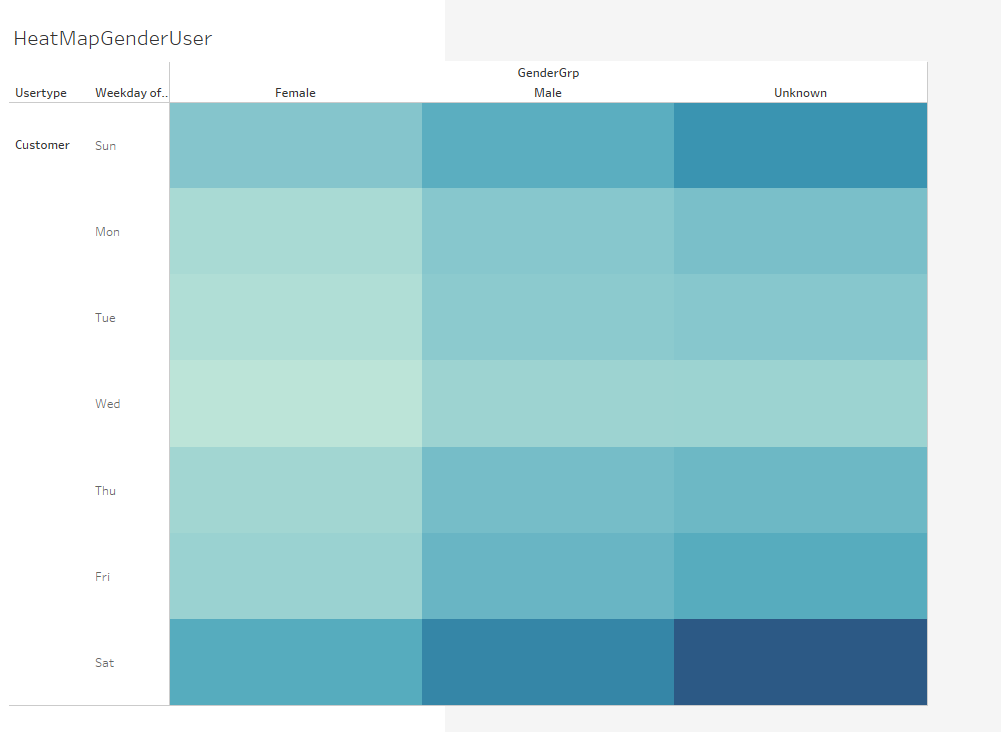 HeatMapGenderUser
GenderGrp
Usertype Weekday of.. Female Male Unknown
Customer Sun
Mon
Tue
Wed
Thu
Fri
Sat